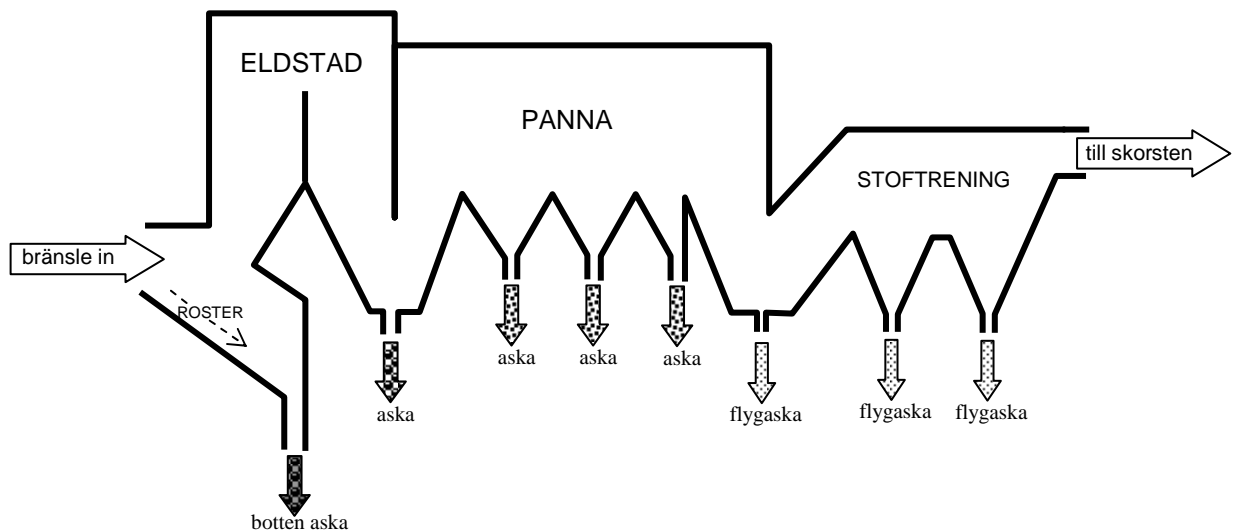 ELDSTAD
PANNA
till skorsten
STOFTRENING
bränsle in
ROSTER
aska
aska
aska
aska
flygaska
flygaska
flygaska
botten aska